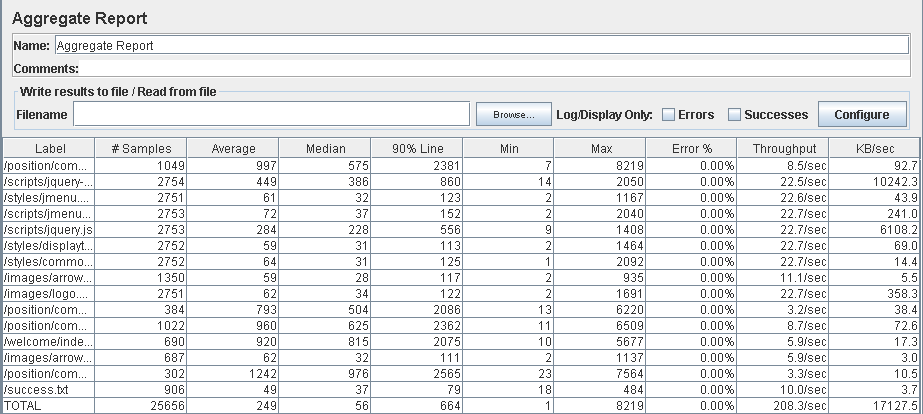 Aggregate Report
Name: Aggregate Report
Comments:
Write results to file / Read from file
Filename Browse... Log/Display Only: Errors Successes Configure
Label # Samples Average Median 90% Line Min Max Error % Throughput KB/sec
/position/com... 1049 997 575 2381 7 8219 0.00% 8.5/sec 92.7
/scripts/jquery-... 2754 449 386 860 14 2050 0.00% 22.5/sec 10242.3
/styles/jmenu.... 2751 61 32 123 2 1167 0.00% 22.6/sec 43.9
/scripts/jmenu... 2753 72 37 152 2 2040 0.00% 22.7/sec 241.0
/scripts/jquery.js 2753 284 228 556 9 1408 0.00% 22.7/sec 6108.2
/styles/displayt... 2752 59 31 113 2 1464 0.00% 22.7/sec 69.0
/styles/commo... 2752 64 31 125 1 2092 0.00% 22.7/sec 14.4
/images/arrow... 1350 59 28 117 2 935 0.00% 11.1/sec 5.5
/images/logo.... 2751 62 34 122 2 1691 0.00% 22.7/sec 358.3
/position/com... 384 793 504 2086 13 6220 0.00% 3.2/sec 38.4
/position/com... 1022 960 625 2362 11 6509 0.00% 8.7/sec 72.6
/welcome/inde... 690 920 815 2075 10 5677 0.00% 5.9/sec 17.3
/images/arrow... 687 62 32 111 2 1137 0.00% 5.9/sec 3.0
/position/com... 302 1242 976 2565 23 7564 0.00% 3.3/sec 10.5
/success.txt 906 49 37 79 18 484 0.00% 10.0/sec 3.7
TOTAL 25656 249 56 664 1 8219 0.00% 208.3/sec 17127.5